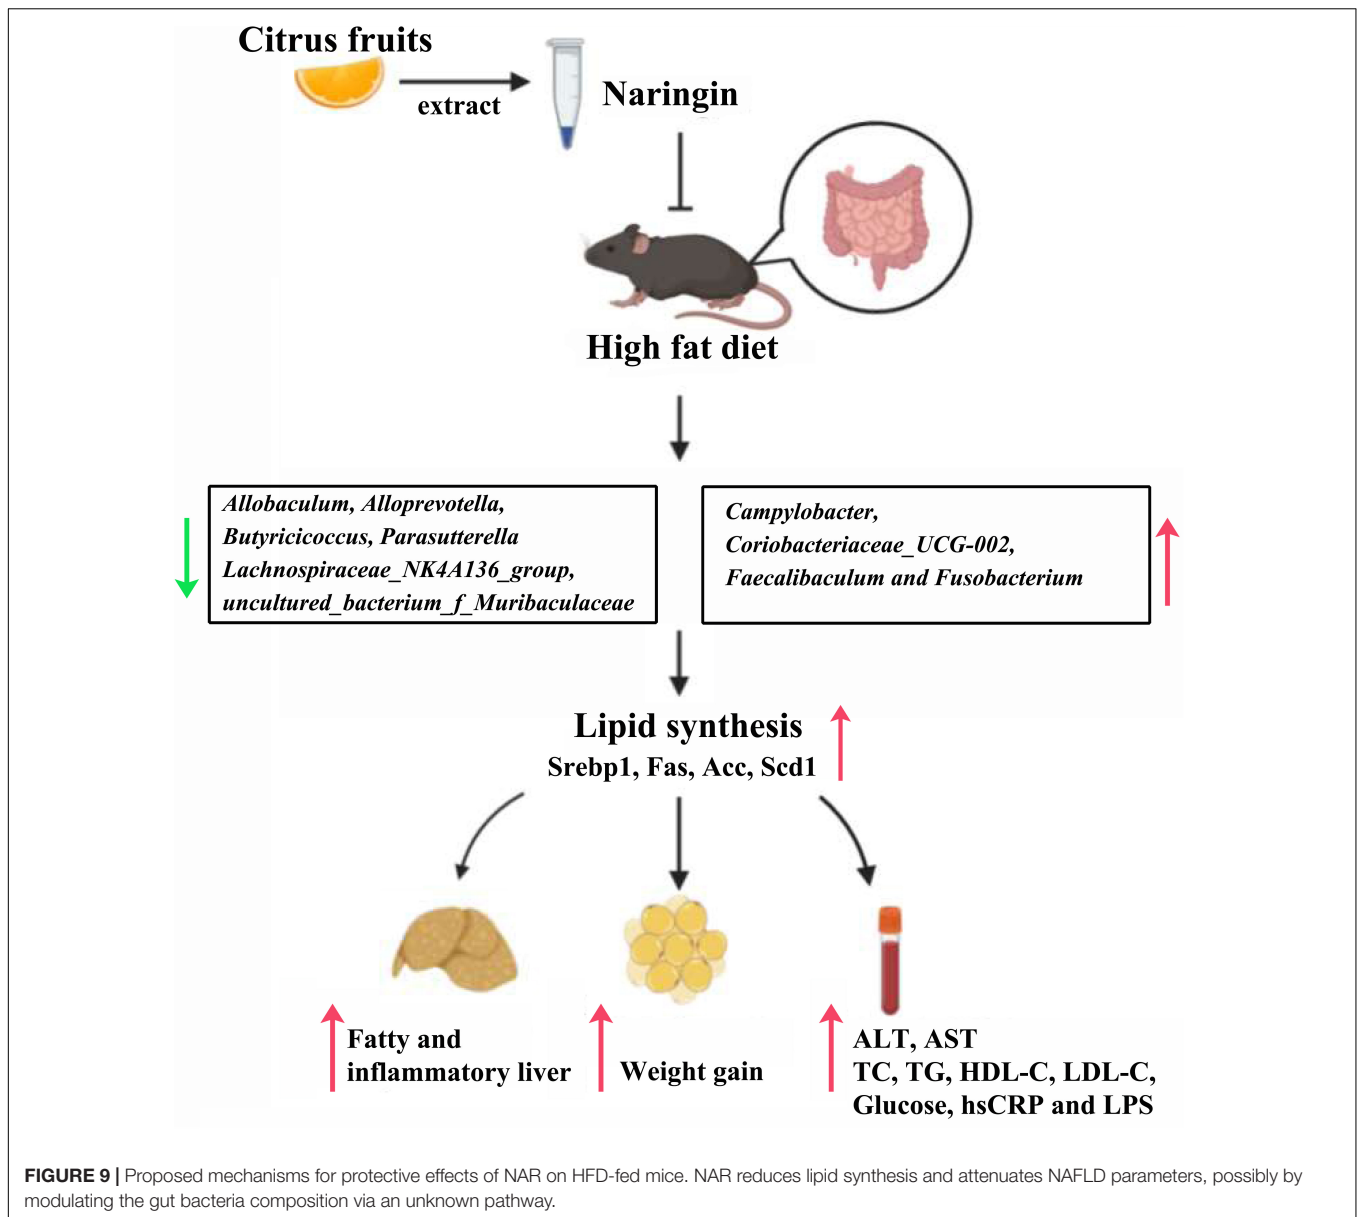 Citrus fruits
extract
Naringin
High fat diet
Allobaculum, Alloprevotella,
Butyricicoccus, Parasutterella
Lachnospiraceae_NK4A136_group,
uncultured_bacterium_f_Muribaculaceae
Campylobacter,
Coriobacteriaceae_UCG-002,
Faecalibaculum and Fusobacterium
Lipid synthesis
Srebp1, Fas, Acc, Scd1
Fatty and
inflammatory liver
Weight gain
ALT, AST
TC, TG, HDL-C, LDL-C,
Glucose, hsCRP and LPS
FIGURE 9 | Proposed mechanisms for protective effects of NAR on HFD-fed mice. NAR reduces lipid synthesis and attenuates NAFLD parameters, possibly by
modulating the gut bacteria composition via an unknown pathway.